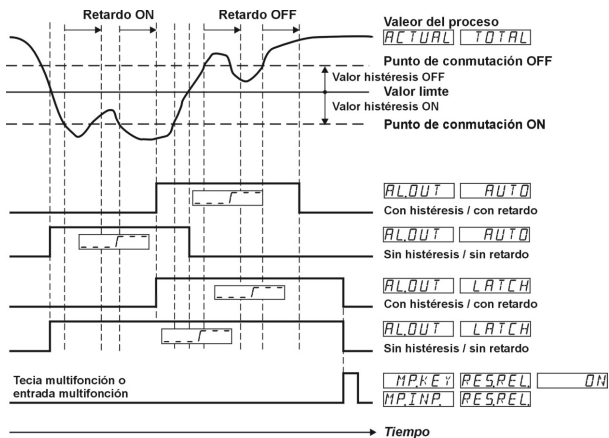 Retardo ON
Retardo OFF
Valeor del proceso
ACTUAL TOTAL
Punto de conmutación OFF
Valor histéresis OFF
Valor limte
Valor histéresis ON
Punto de conmutación ON
AL.OUT AUTO
Con histéresis / con retardo
AL.OUT AUTO
Sin histéresis / sin retardo
AL.OUT LATCH
Con histéresis / con retardo
AL.OUT LATCH
Sin histéresis / sin retardo
Tecia multifonción o
entrada multifonción
MP.KEY RES.REL. ON
MP.INP. RES.REL.
Tiempo